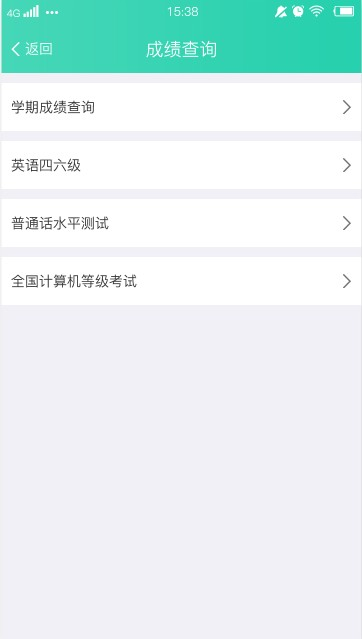 4G 15:38
返回 成绩查询
学期成绩查询
英语四六级
普通话水平测试
全国计算机等级考试